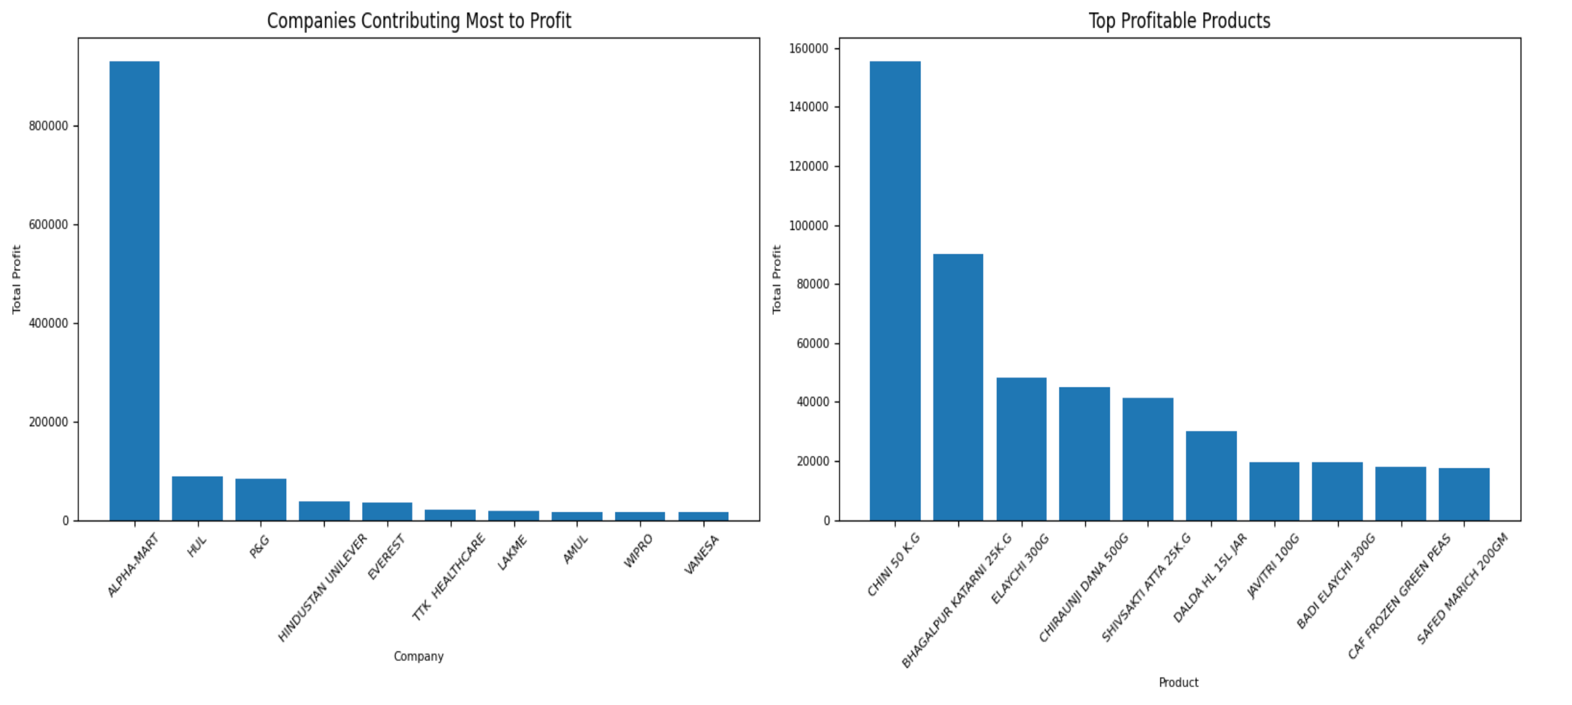 Companies Contributing Most to Profit
Total Profit
800000
600000
400000
200000
0
ALPHA-MART
HUL
P&G
HINDUSTAN UNILEVER
EVEREST
TTK  HEALTHCARE
LAKME
AMUL
WIPRO
VANESA
Company
Top Profitable Products
Total Profit
160000
140000
120000
100000
80000
60000
40000
20000
0
CHINI 50 K.G
BHAGALPUR KATARNI 25K.G
ELAYCHI 300G
CHIRAUNJI DANA 500G
SHIVSAKTI ATTA 25K.G
DALDA HL 15L JAR
JAVITRI 100G
BADI ELAYCHI 300G
CAF FROZEN GREEN PEAS
SAFED MARICH 200GM
Product